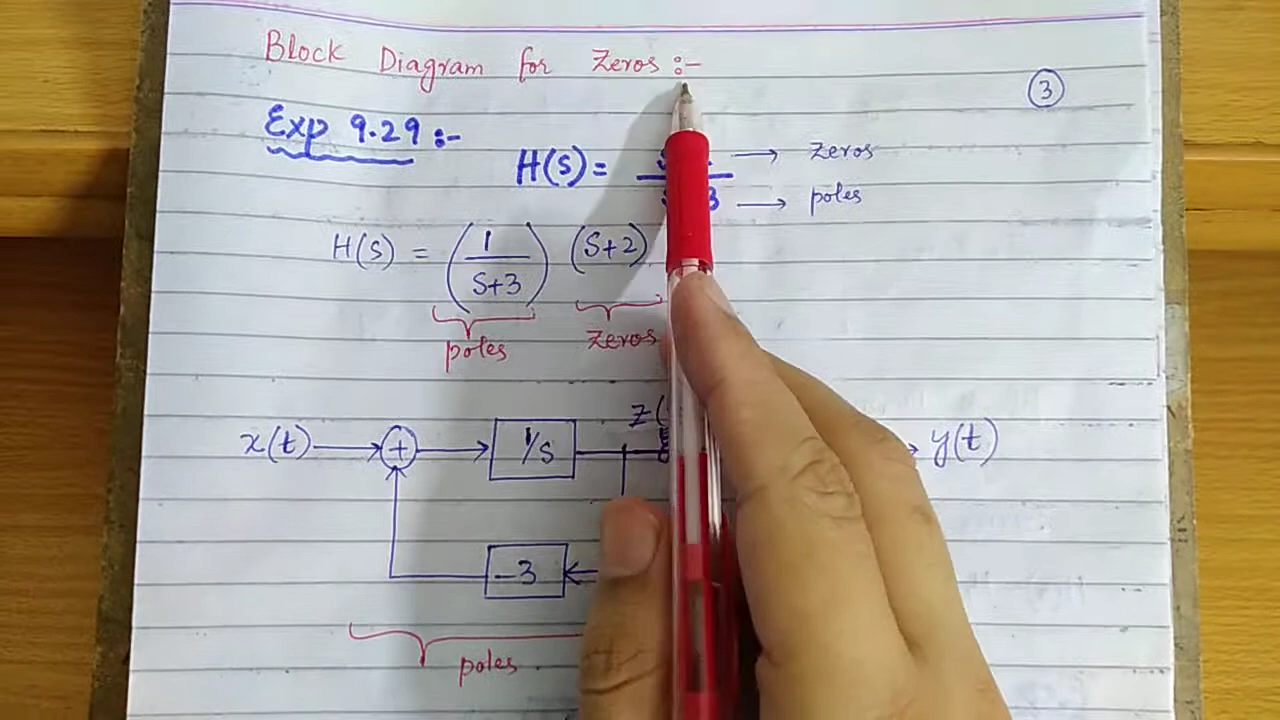 Block Diagram for Zeros :-
3
Exp 9.29 :-
H(s) = → zeros
→ poles
H(s) = (1/(s+3)) (s+2)
poles zeros
x(t) + 1/s y(t)
-3
poles